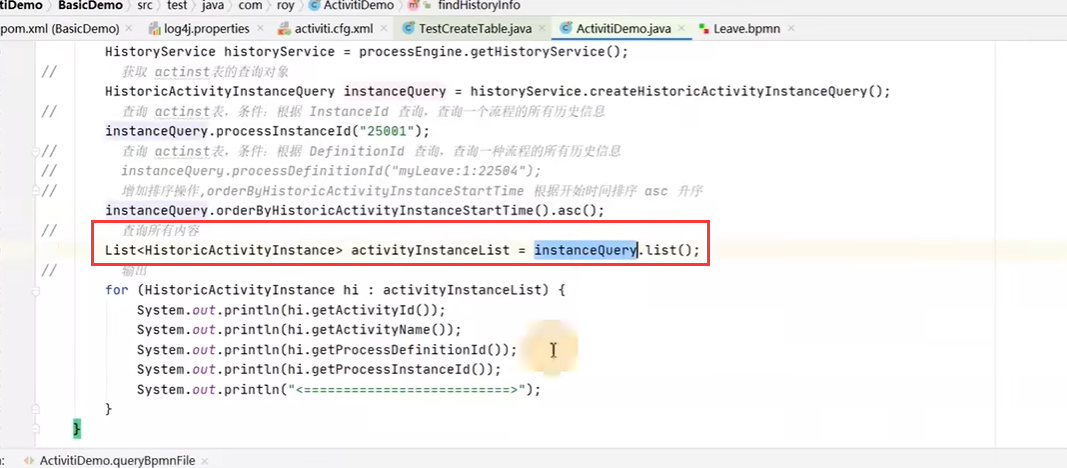 itiDemo BasicDemo src test java com roy ActivitiDemo findHistoryInfo
pom.xml (BasicDemo) log4j.properties activiti.cfg.xml TestCreateTable.java ActivitiDemo.java Leave.bpmn
HistoryService historyService = processEngine.getHistoryService();
// 获取 actinst表的查询对象
HistoricActivityInstanceQuery instanceQuery = historyService.createHistoricActivityInstanceQuery();
// 查询 actinst表，条件：根据 InstanceId 查询，查询一个流程的所有历史信息
instanceQuery.processInstanceId("25001");
// 查询 actinst表，条件：根据 DefinitionId 查询，查询一种流程的所有历史信息
// instanceQuery.processDefinitionId("myLeave:1:22504");
// 增加排序操作,orderByHistoricActivityInstanceStartTime 根据开始时间排序 asc 升序
instanceQuery.orderByHistoricActivityInstanceStartTime().asc();
// 查询所有内容
List<HistoricActivityInstance> activityInstanceList = instanceQuery.list();
// 输出
for (HistoricActivityInstance hi : activityInstanceList) {
System.out.println(hi.getActivityId());
System.out.println(hi.getActivityName());
System.out.println(hi.getProcessDefinitionId());
System.out.println(hi.getProcessInstanceId());
System.out.println("<==========================>");
}
}
: ActivitiDemo.queryBpmnFile